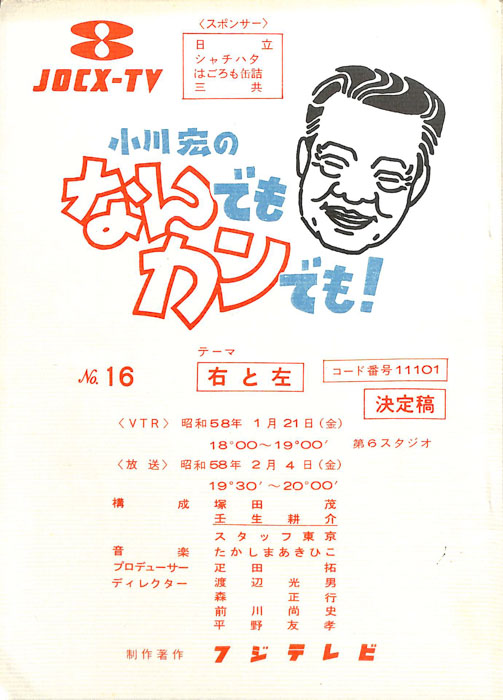 JOCX-TV
〈スポンサー〉
日立
シャチハタ
はごろも缶詰
三共
小川宏の
なんでも
カンでも!
テーマ
No.16
右と左
コード番号11101
決定稿
〈VTR〉昭和58年1月21日(金)
18°00～19°00′ 第6スタジオ
〈放送〉昭和58年2月4日(金)
19°30′～20°00′
構成 塚田茂
壬生耕介
スタッフ東京
音楽 たかしまあきひこ
プロデューサー 疋田拓
ディレクター 渡辺光男
森正行
前川尚史
平野友孝
制作著作 フジテレビ